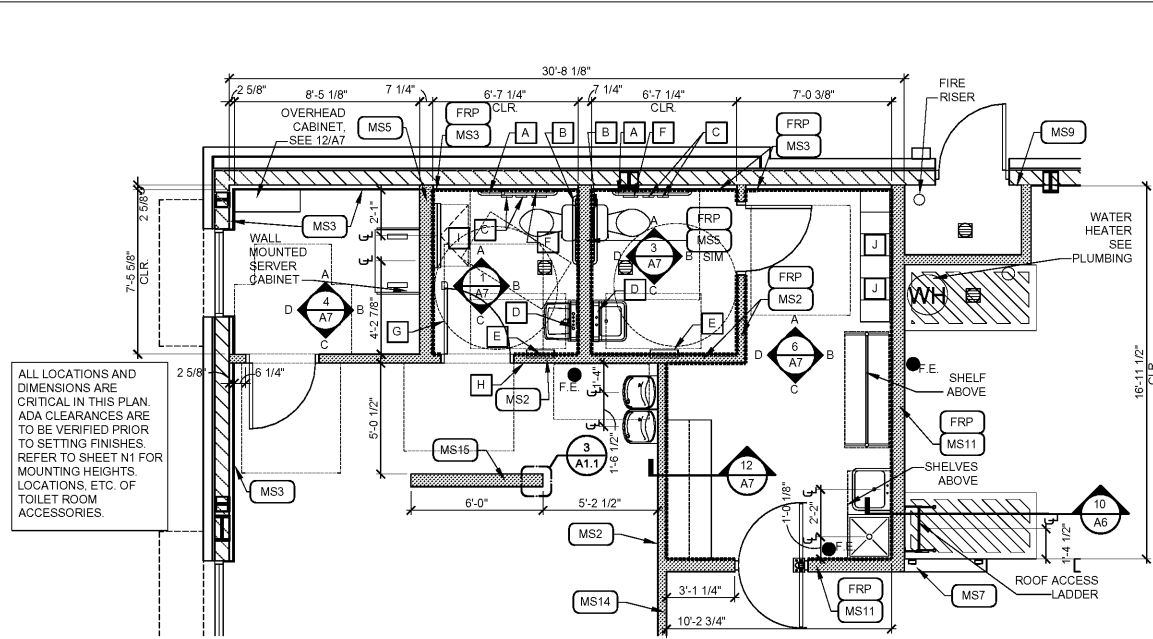 30'-8 1/8"
2 5/8"
8'-5 1/8"
7 1/4"
6'-7 1/4"
CLR.
7 1/4"
6'-7 1/4"
CLR.
7'-0 3/8"
FIRE
RISER
OVERHEAD
CABINET,
SEE 12/A7
MS5
FRP
MS3
A
B
B
A
F
C
FRP
MS3
MS9
2 5/8"
7'-5 5/8"
CLR.
MS3
2'-1"
WALL
MOUNTED
SERVER
CABINET
4'-2 7/8"
A
D
4
A7
B
C
I
C
F
A
D
1
A7
B
C
G
D
E
A
3
A7
B
C
D
FRP
MS5
SIM
E
FRP
MS2
J
J
WATER
HEATER
SEE
PLUMBING
WH
A
D
6
A7
B
C
F.E.
SHELF
ABOVE
16'-11 1/2"
CLR.
ALL LOCATIONS AND
DIMENSIONS ARE
CRITICAL IN THIS PLAN.
ADA CLEARANCES ARE
TO BE VERIFIED PRIOR
TO SETTING FINISHES.
REFER TO SHEET N1 FOR
MOUNTING HEIGHTS.
LOCATIONS, ETC. OF
TOILET ROOM
ACCESSORIES.
2 5/8"
6 1/4"
5'-0 1/2"
H
MS2
F.E.
1'-4"
1'-6 1/2"
MS15
3
A1.1
MS3
6'-0"
5'-2 1/2"
12
A7
FRP
MS11
SHELVES
ABOVE
1'-0 1/8"
2'-2"
10
A6
1'-4 1/2"
MS2
F.E.
ROOF ACCESS
LADDER
MS7
MS14
3'-1 1/4"
FRP
MS11
10'-2 3/4"